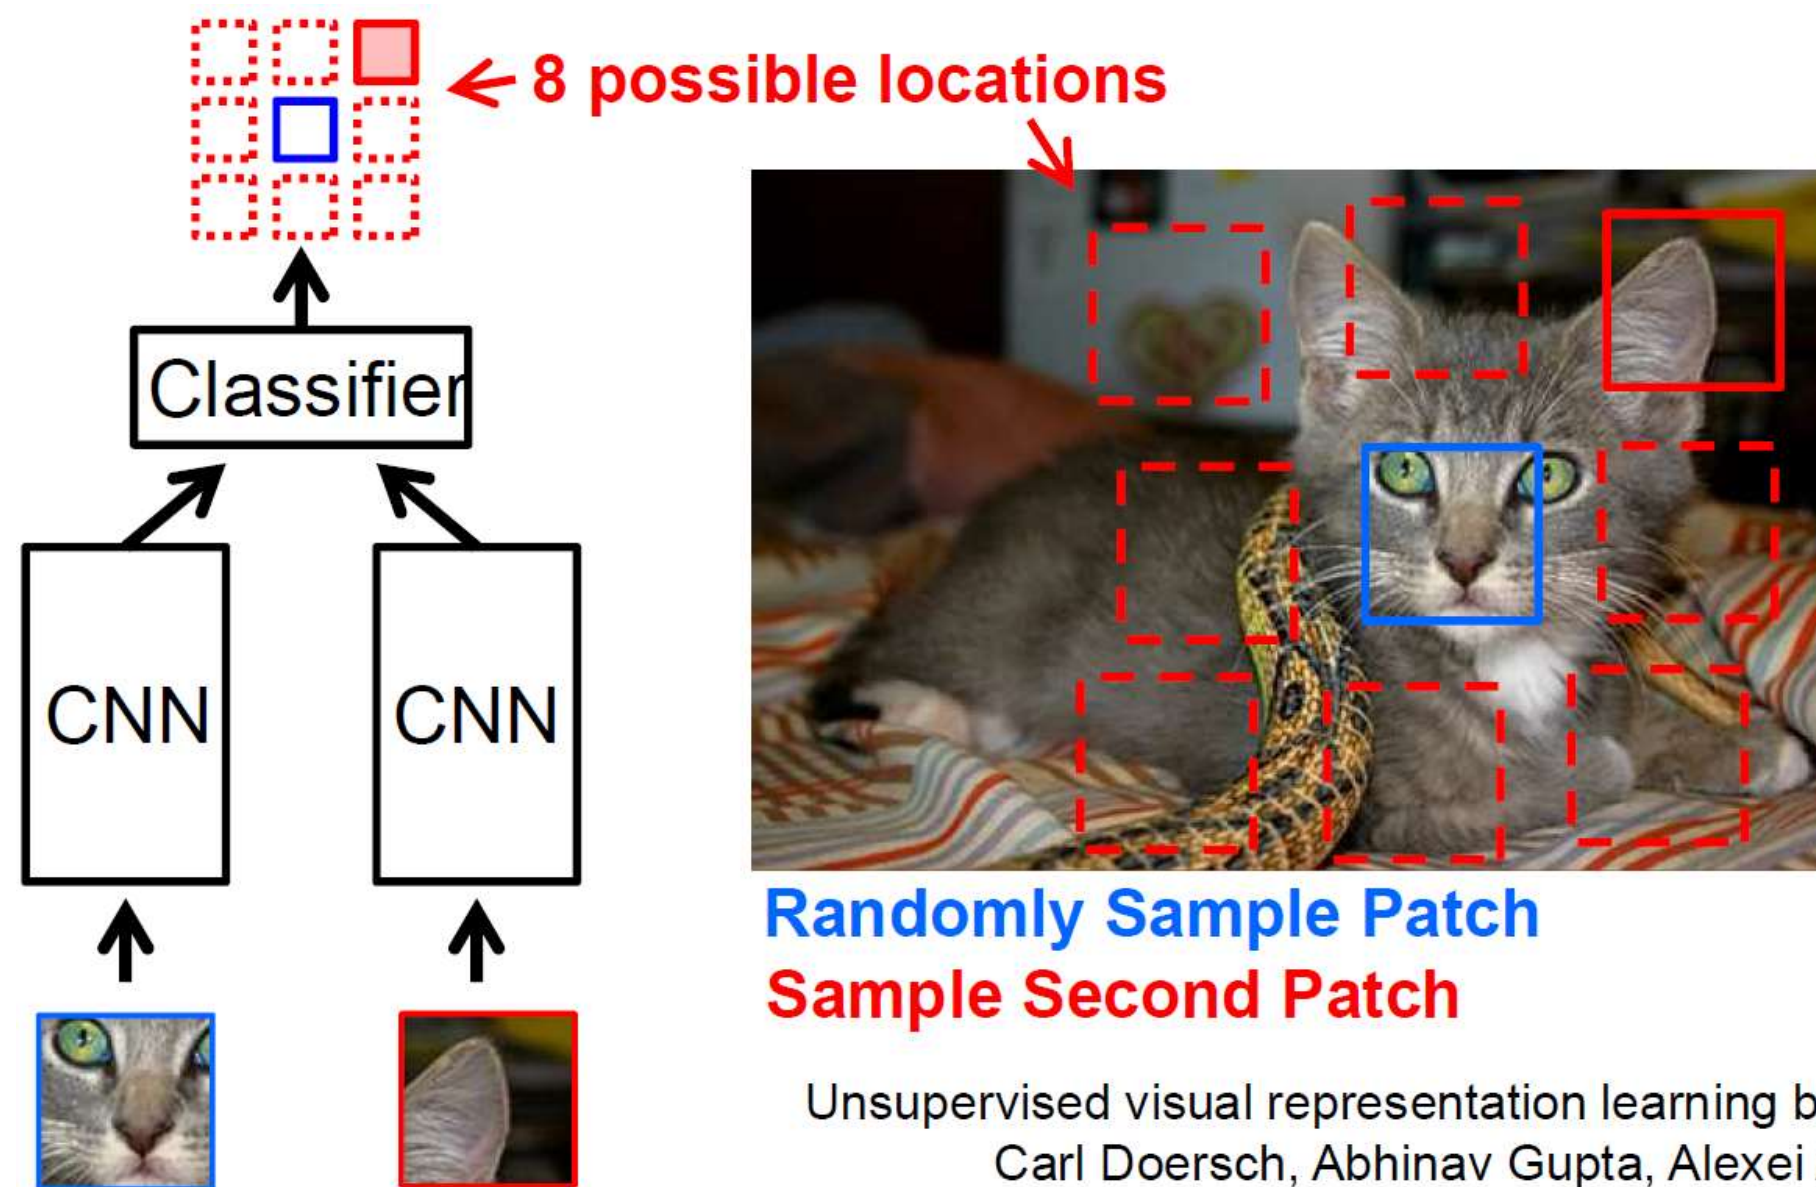 8 possible locations
Classifier
CNN
CNN
Randomly Sample Patch
Sample Second Patch
Unsupervised visual representation learning b
Carl Doersch, Abhinav Gupta, Alexei